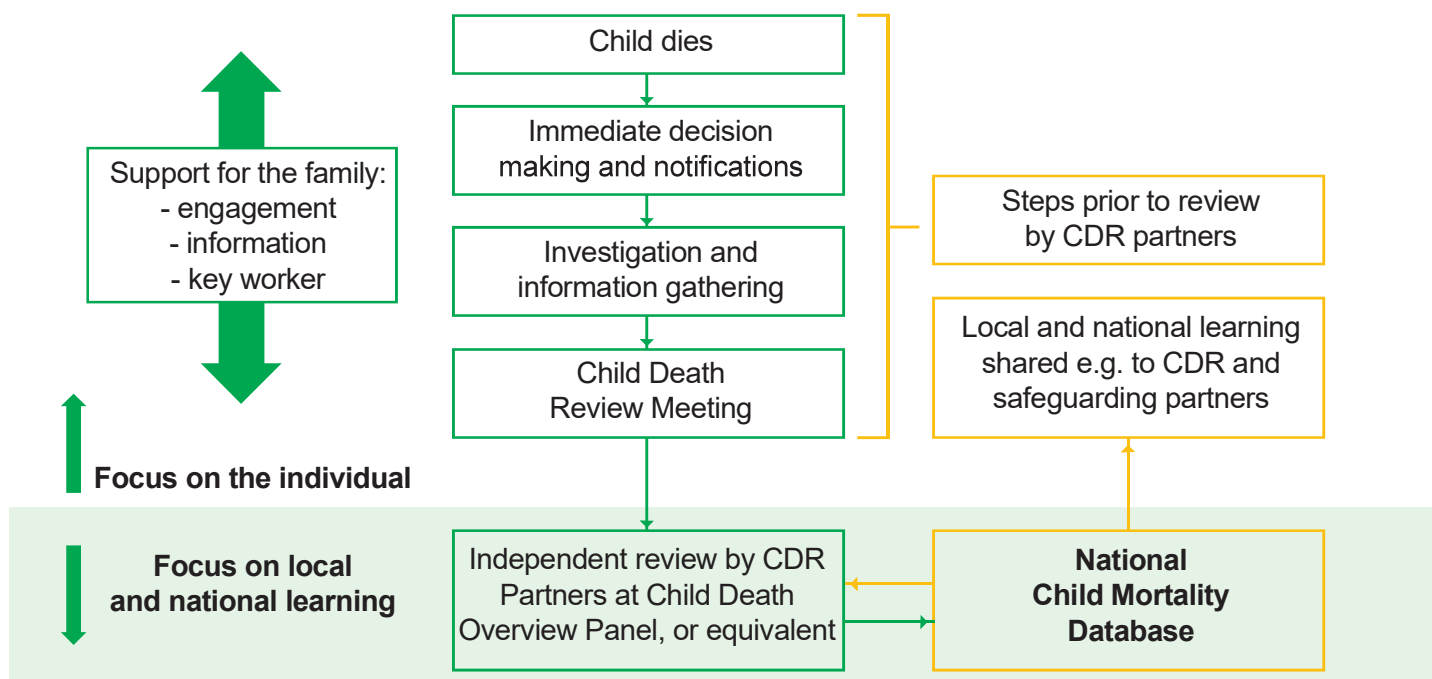 Child dies
Immediate decision
making and notifications
Support for the family:
- engagement
- information
- key worker
Investigation and
information gathering
Steps prior to review
by CDR partners
Child Death
Review Meeting
Local and national learning
shared e.g. to CDR and
safeguarding partners
Focus on the individual
Focus on local
and national learning
Independent review by CDR
Partners at Child Death
Overview Panel, or equivalent
National
Child Mortality
Database